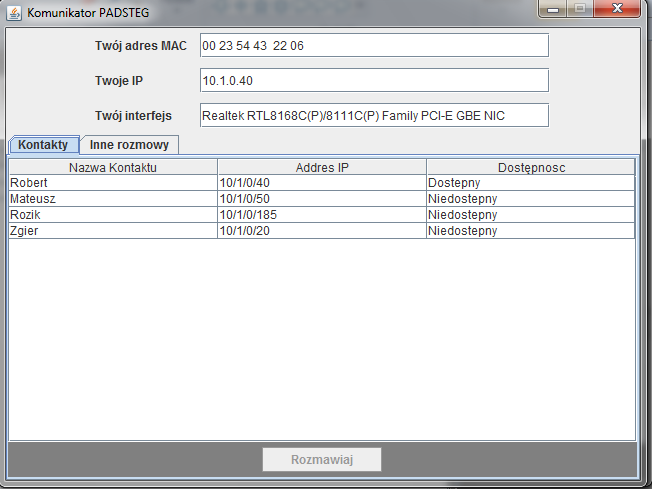 Komunikator PADSTEG
Twój adres MAC 00 23 54 43  22 06
Twoje IP 10.1.0.40
Twój interfejs Realtek RTL8168C(P)/8111C(P) Family PCI-E GBE NIC
Kontakty Inne rozmowy
Nazwa Kontaktu Addres IP Dostępnosc
Robert 10/1/0/40 Dostepny
Mateusz 10/1/0/50 Niedostepny
Rozik 10/1/0/185 Niedostepny
Zgier 10/1/0/20 Niedostepny
Rozmawiaj